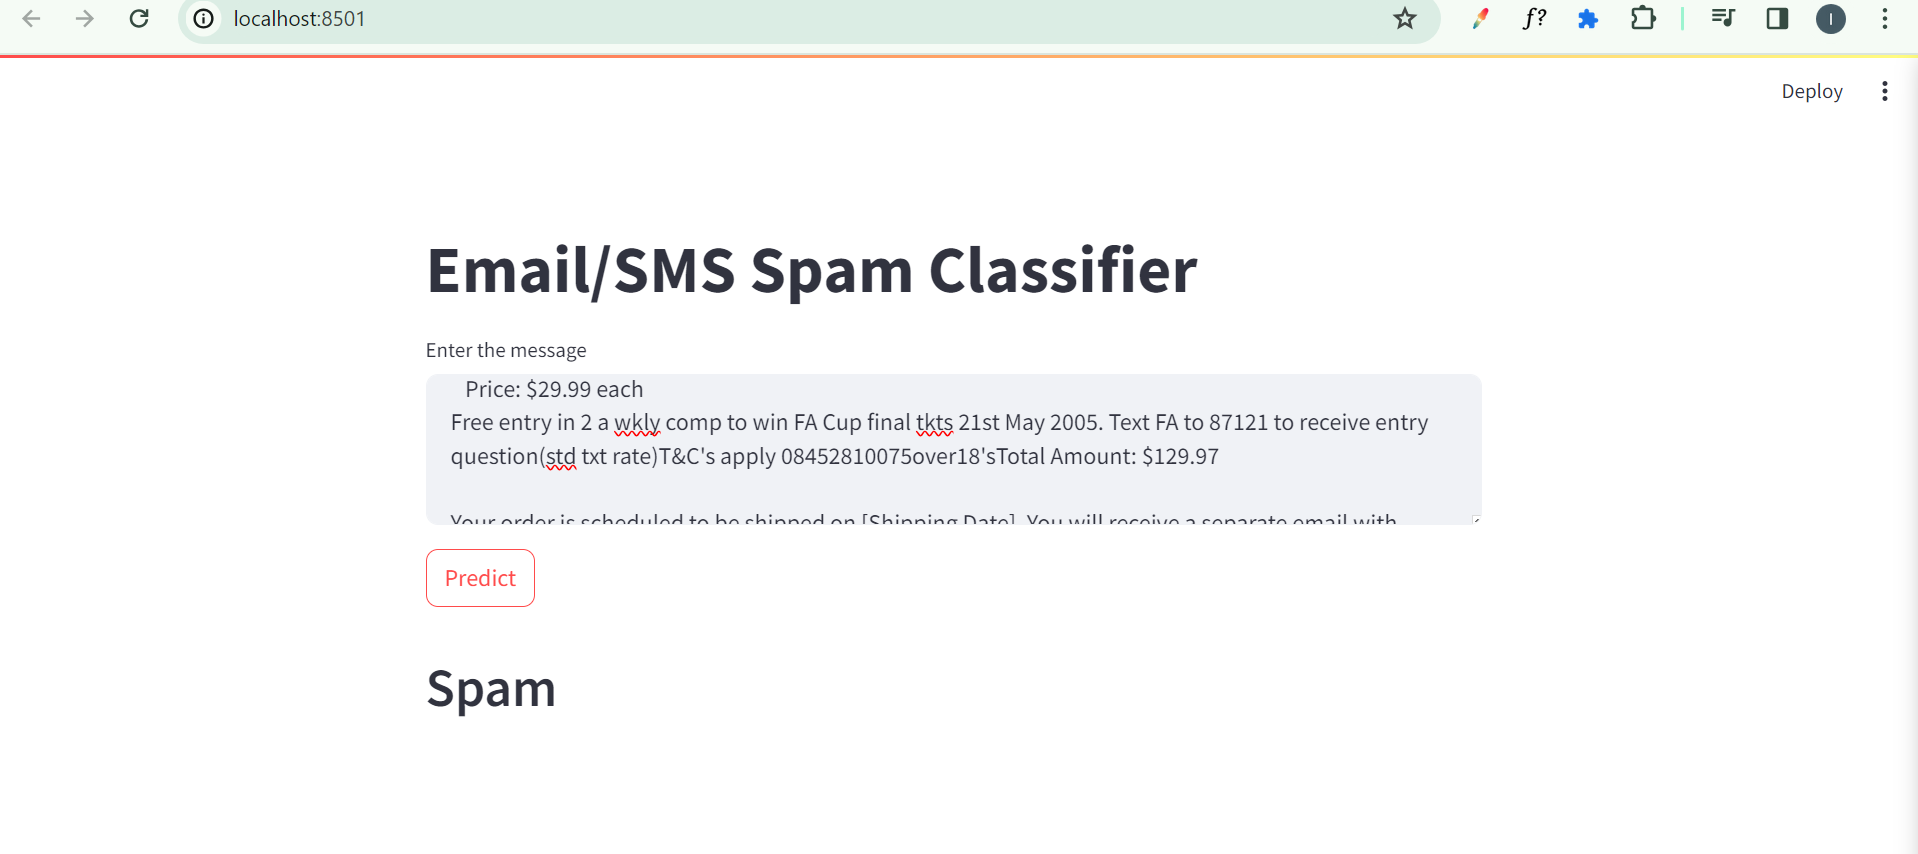 localhost:8501
f?
I
Deploy
Email/SMS Spam Classifier
Enter the message
Price: $29.99 each
Free entry in 2 a wkly comp to win FA Cup final tkts 21st May 2005. Text FA to 87121 to receive entry
question(std txt rate)T&C's apply 08452810075over18'sTotal Amount: $129.97
Your order is scheduled to be shipped on [Shipping Date]. You will receive a separate email with
Predict
Spam